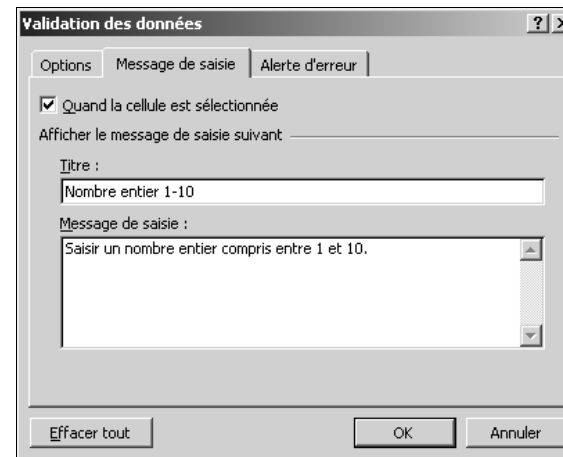 Validation des données
Options Message de saisie Alerte d'erreur
Quand la cellule est sélectionnée
Afficher le message de saisie suivant
Titre :
Nombre entier 1-10
Message de saisie :
Saisir un nombre entier compris entre 1 et 10.
Effacer tout OK Annuler